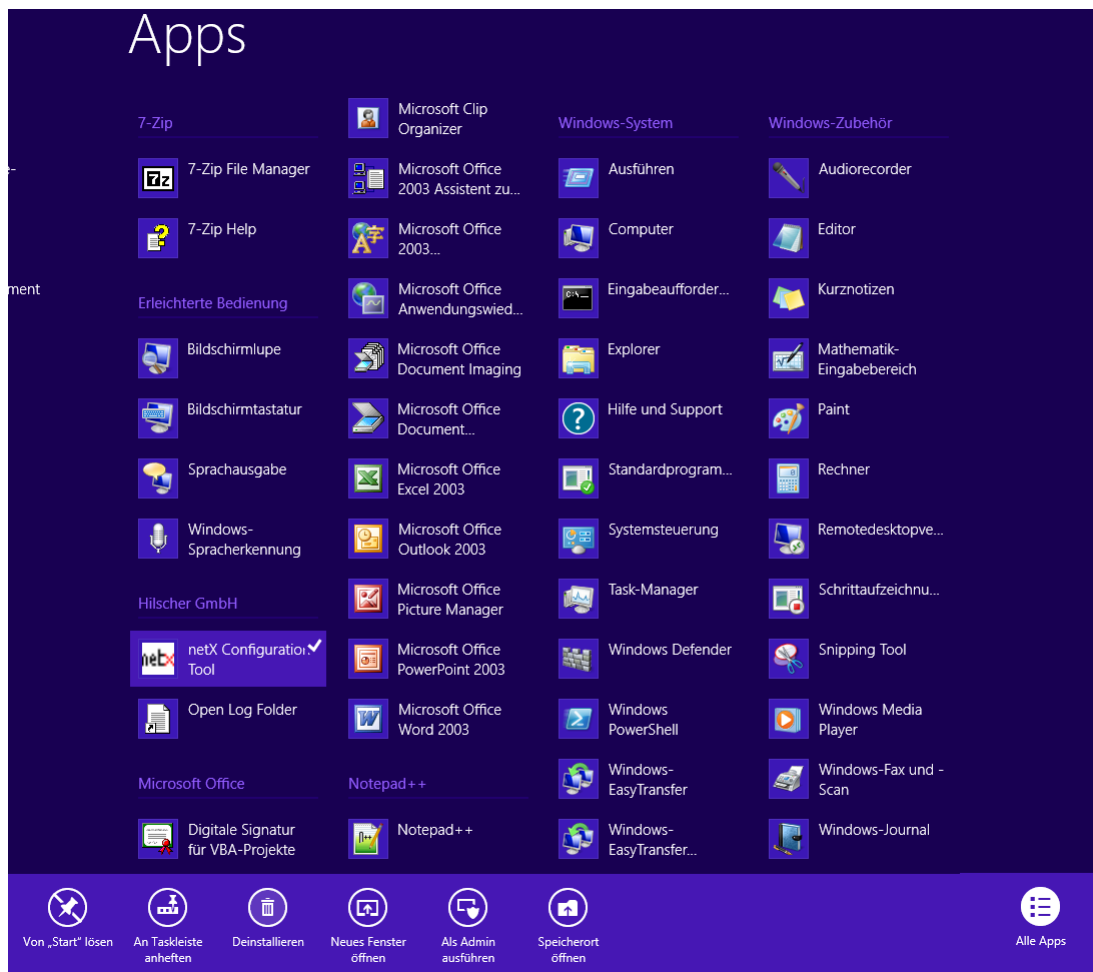 Apps
e-
ment
7-Zip
7-Zip File Manager
7-Zip Help
Erleichterte Bedienung
Bildschirmlupe
Bildschirmtastatur
Sprachausgabe
Windows-
Spracherkennung
Hilscher GmbH
netX Configuration
Tool
Open Log Folder
Microsoft Office
Digitale Signatur
für VBA-Projekte
Microsoft Clip
Organizer
Microsoft Office
2003 Assistent zu...
Microsoft Office
2003...
Microsoft Office
Anwendungswied...
Microsoft Office
Document Imaging
Microsoft Office
Document...
Microsoft Office
Excel 2003
Microsoft Office
Outlook 2003
Microsoft Office
Picture Manager
Microsoft Office
PowerPoint 2003
Microsoft Office
Word 2003
Notepad++
Notepad++
Windows-System
Ausführen
Computer
Eingabeaufforder...
Explorer
Hilfe und Support
Standardprogram...
Systemsteuerung
Task-Manager
Windows Defender
Windows
PowerShell
Windows-
EasyTransfer
Windows-
EasyTransfer...
Windows-Zubehör
Audiorecorder
Editor
Kurznotizen
Mathematik-
Eingabebereich
Paint
Rechner
Remotedesktopve...
Schrittaufzeichnu...
Snipping Tool
Windows Media
Player
Windows-Fax und -
Scan
Windows-Journal
Von „Start" lösen
An Taskleiste
anheften
Deinstallieren
Neues Fenster
öffnen
Als Admin
ausführen
Speicherort
öffnen
Alle Apps